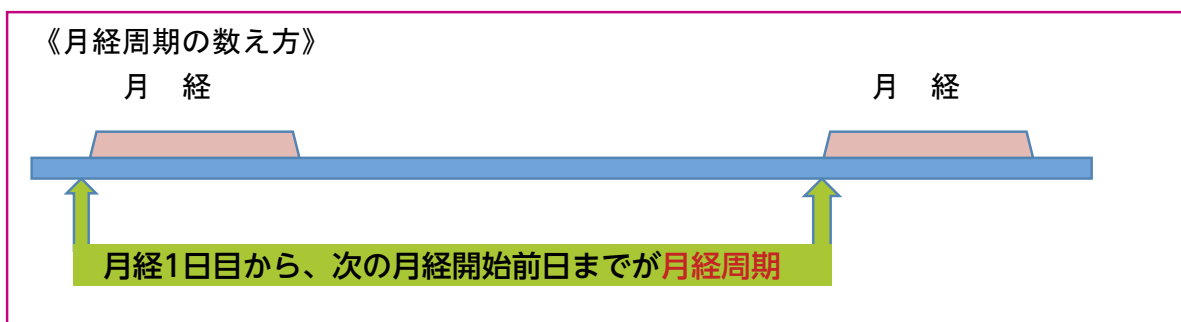 《月経周期の数え方》
月　経　月　経
月経1日目から、次の月経開始前日までが月経周期